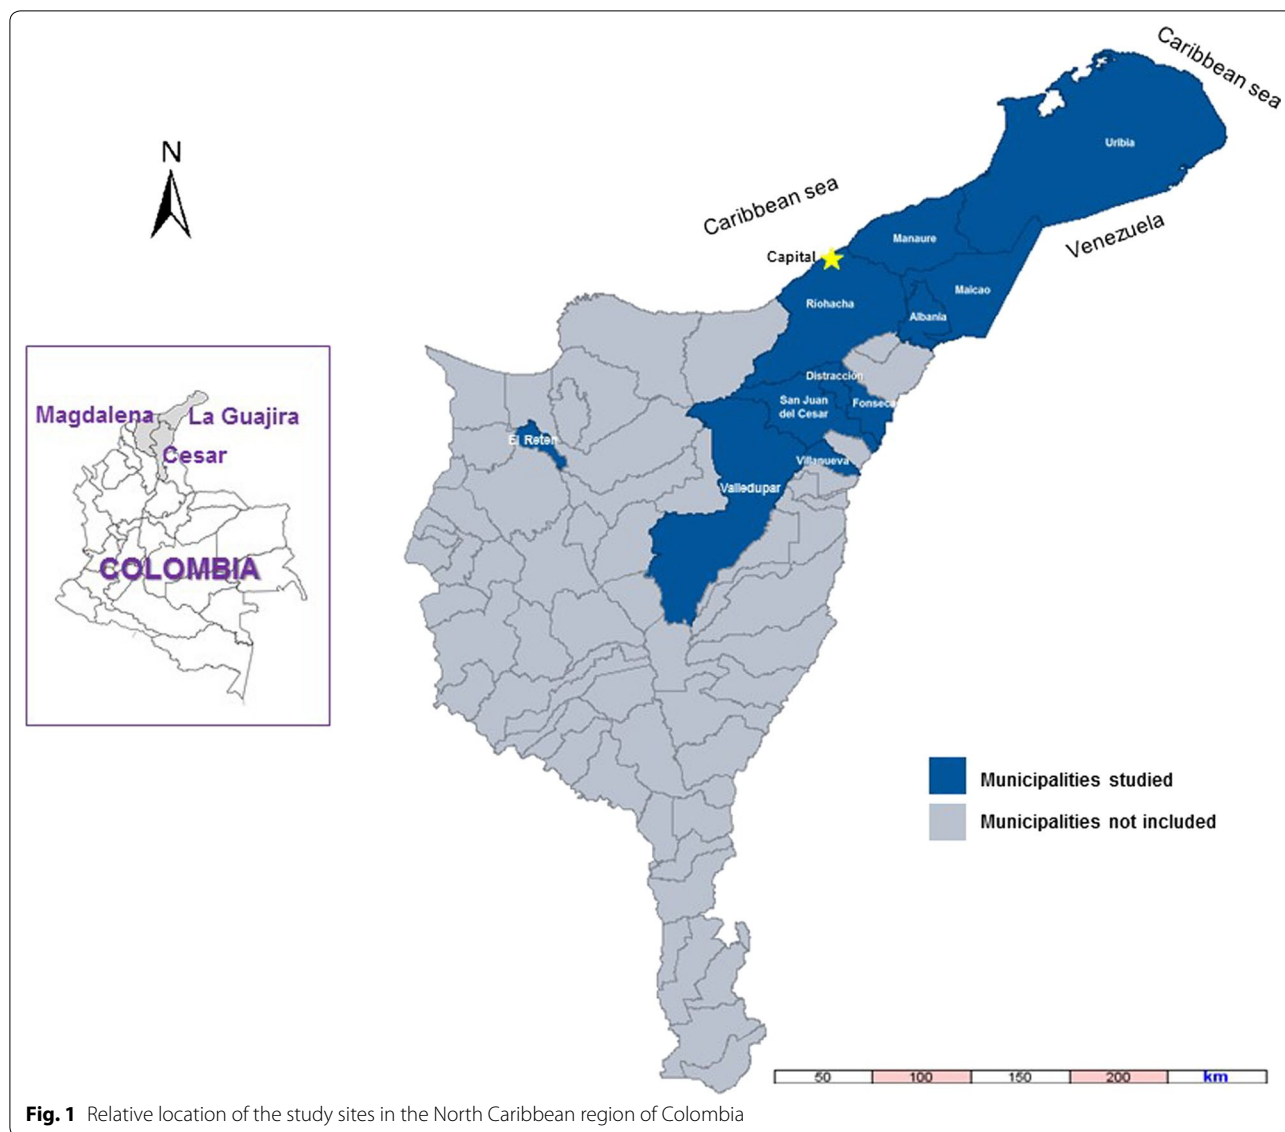 Caribbean sea
N
Uribia
Caribbean sea
Manaure
Venezuela
Capital
Maicao
Riohacha
Albania
Distracción
San Juan
del Cesar
Fonseca
Magdalena
La Guajira
Cesar
El Reten
Villanueva
Valledupar
COLOMBIA
Municipalities studied
Municipalities not included
50 100 150 200 km
Fig. 1 Relative location of the study sites in the North Caribbean region of Colombia